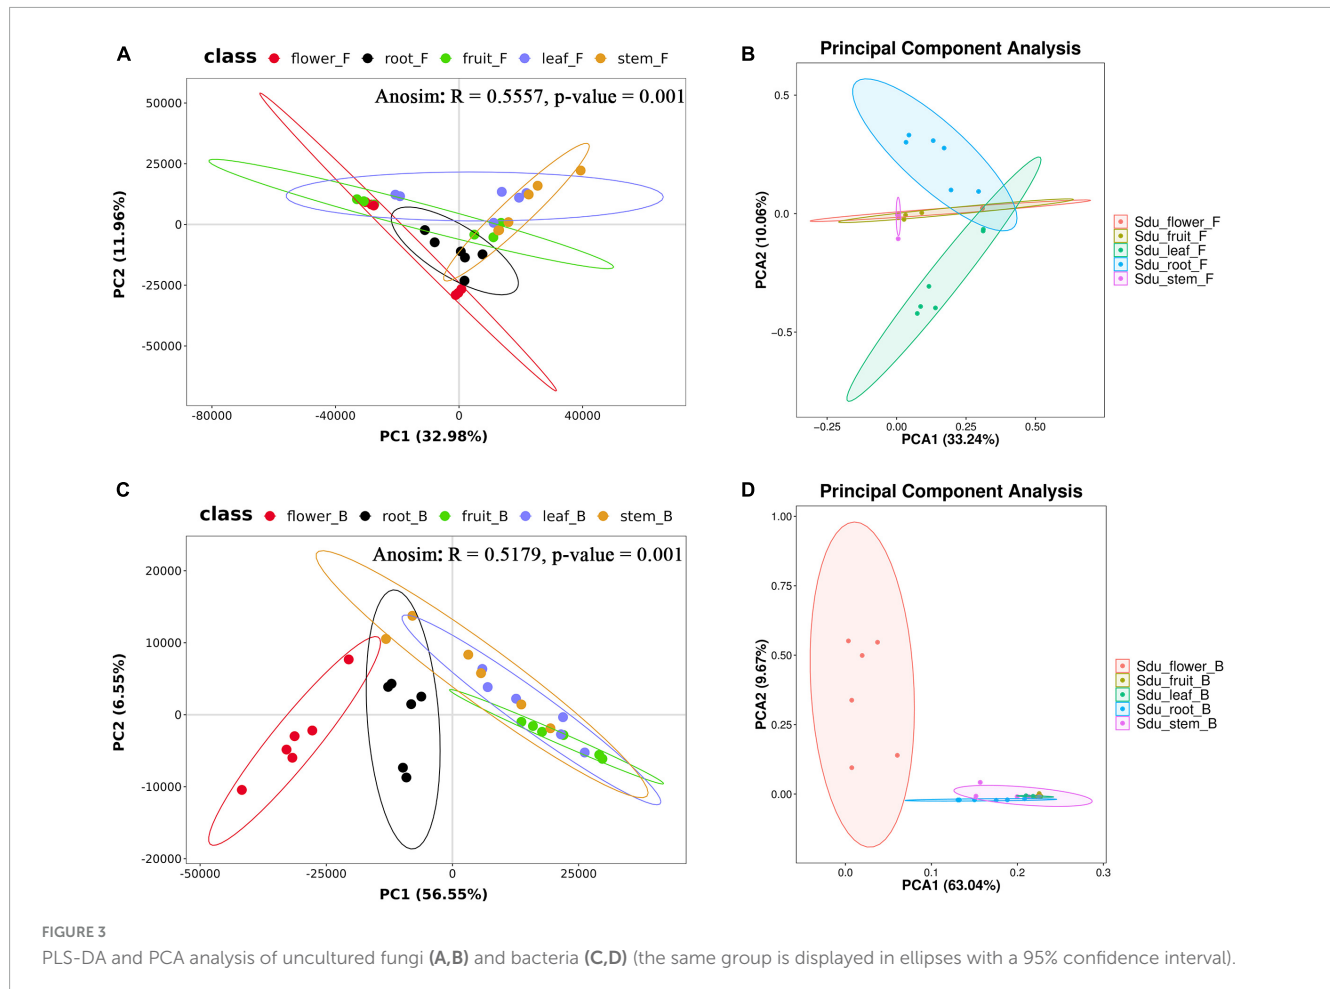 A
class flower_F root_F fruit_F leaf_F stem_F
Anosim: R = 0.5557, p-value = 0.001
50000
25000
0
-25000
-50000
PC2 (11.96%)
-80000 -40000 0 40000
PC1 (32.98%)
B
Principal Component Analysis
0.5
0.0
−0.5
PCA2 (10.06%)
−0.25 0.00 0.25 0.50
PCA1 (33.24%)
Sdu_flower_F
Sdu_fruit_F
Sdu_leaf_F
Sdu_root_F
Sdu_stem_F
C
class flower_B root_B fruit_B leaf_B stem_B
Anosim: R = 0.5179, p-value = 0.001
20000
10000
0
-10000
-20000
PC2 (6.55%)
-50000 -25000 0 25000
PC1 (56.55%)
D
Principal Component Analysis
1.00
0.75
0.50
0.25
0.00
PCA2 (9.67%)
0.0 0.1 0.2 0.3
PCA1 (63.04%)
Sdu_flower_B
Sdu_fruit_B
Sdu_leaf_B
Sdu_root_B
Sdu_stem_B
FIGURE 3
PLS-DA and PCA analysis of uncultured fungi (A,B) and bacteria (C,D) (the same group is displayed in ellipses with a 95% confidence interval).